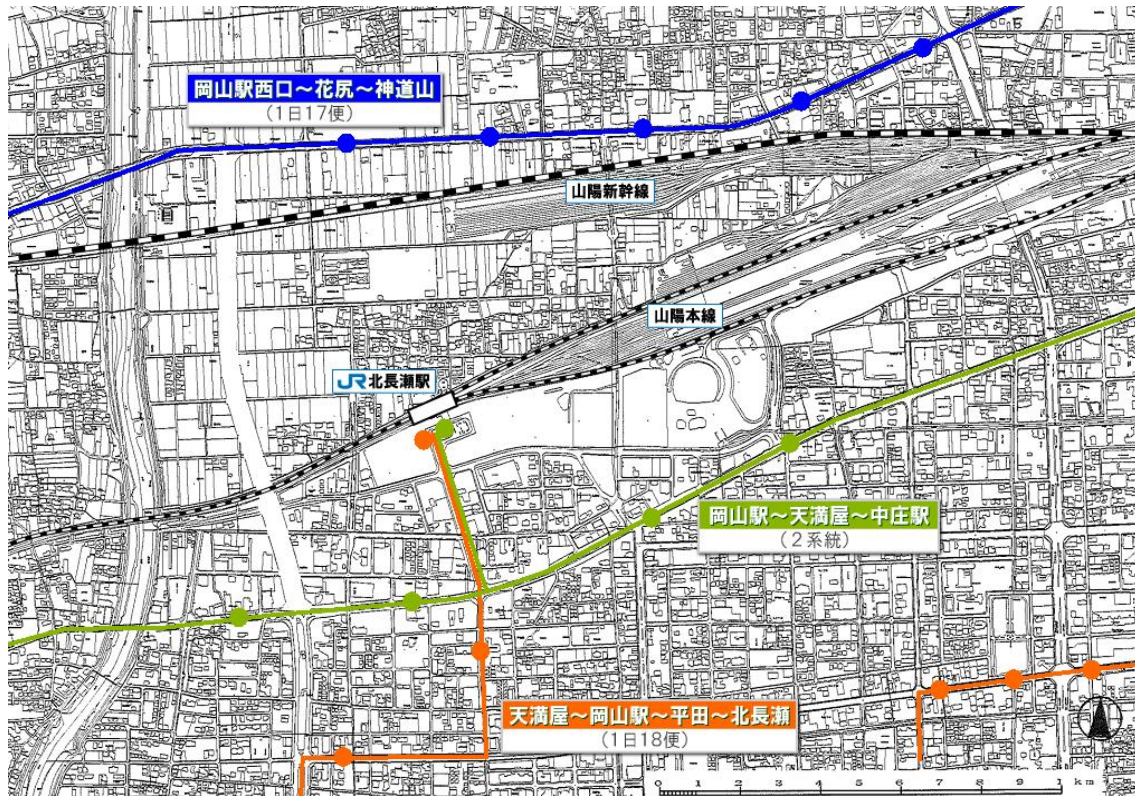 岡山駅西口～花尻～神道山
（1日17便）
山陽新幹線
山陽本線
JR北長瀬駅
岡山駅～天満屋～中庄駅
（2系統）
天満屋～岡山駅～平田～北長瀬
（1日18便）
0 1 2 3 4 5 6 7 8 9 1 km